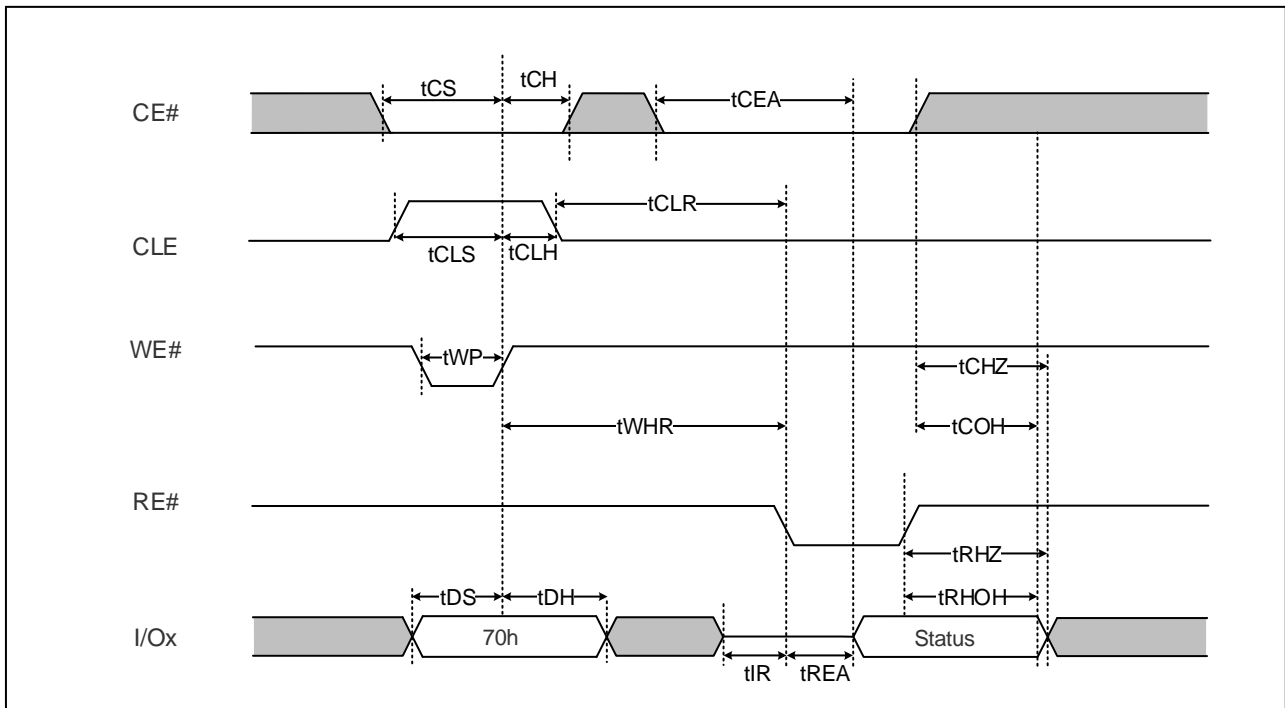 tCS
tCH
tCEA
CE#
tCLR
CLE
tCLS
tCLH
WE#
tWP
tCHZ
tWHR
tCOH
RE#
tRHZ
tDS
tDH
tRHOH
I/Ox
70h
Status
tIR
tREA